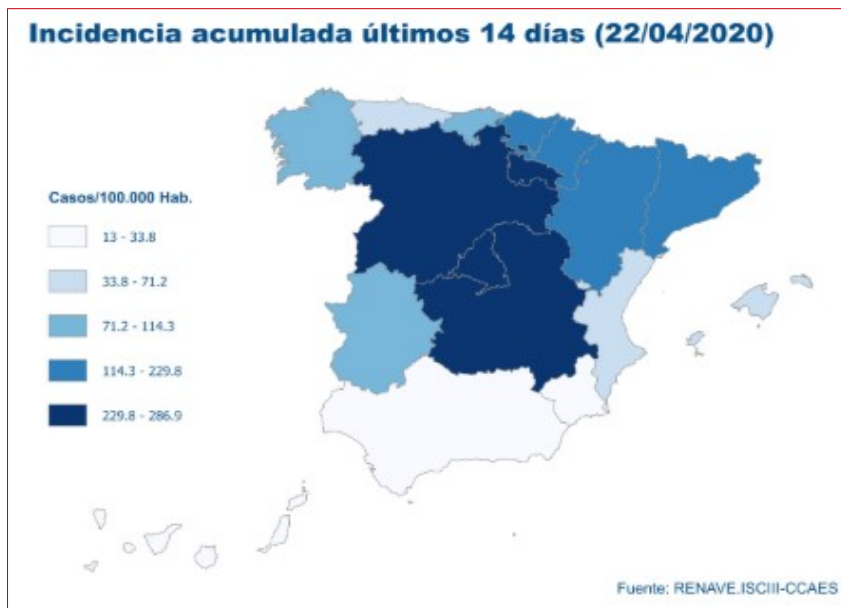 Incidencia acumulada últimos 14 días (22/04/2020)
Casos/100.000 Hab.
13 - 33.8
33.8 - 71.2
71.2 - 114.3
114.3 - 229.8
229.8 - 286.9
Fuente: RENAVE.ISCIII-CCAES